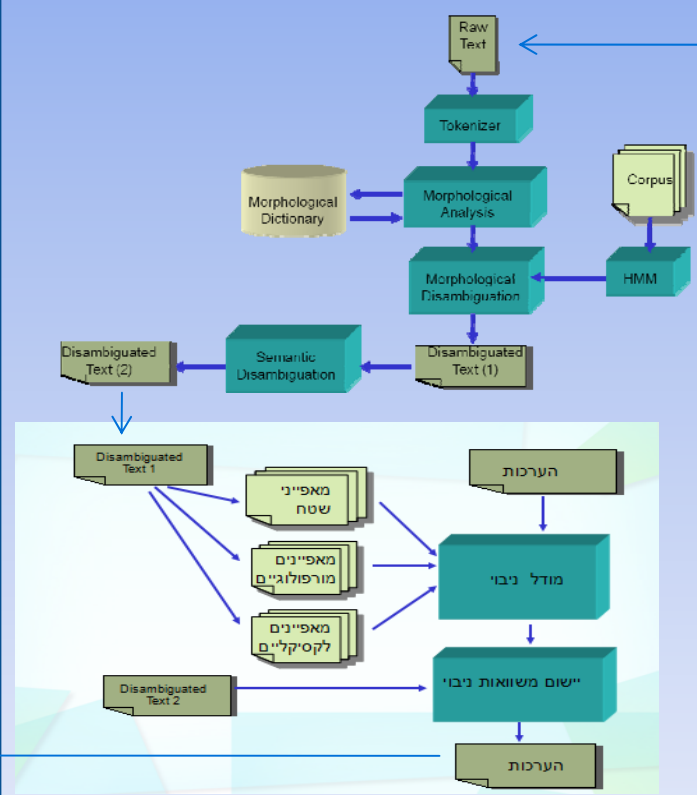 Raw
Text
Tokenizer
Corpus
Morphological
Dictionary
Morphological
Analysis
Morphological
Disambiguation
HMM
Disambiguated
Text (2)
Semantic
Disambiguation
Disambiguated
Text (1)
Disambiguated
Text 1
מאפייני
שטח
הערכות
מאפיינים
מורפולוגיים
מודל ניבוי
מאפיינים
לקסיקליים
Disambiguated
Text 2
יישום משוואות ניבוי
הערכות